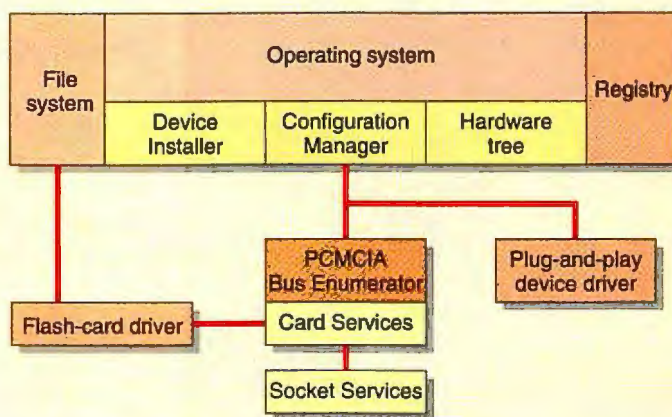 File
system
Operating system
Registry
Device
Installer
Configuration
Manager
Hardware
tree
PCMCIA
Bus Enumerator
Plug-and-play
device driver
Flash-card driver
Card Services
Socket Services